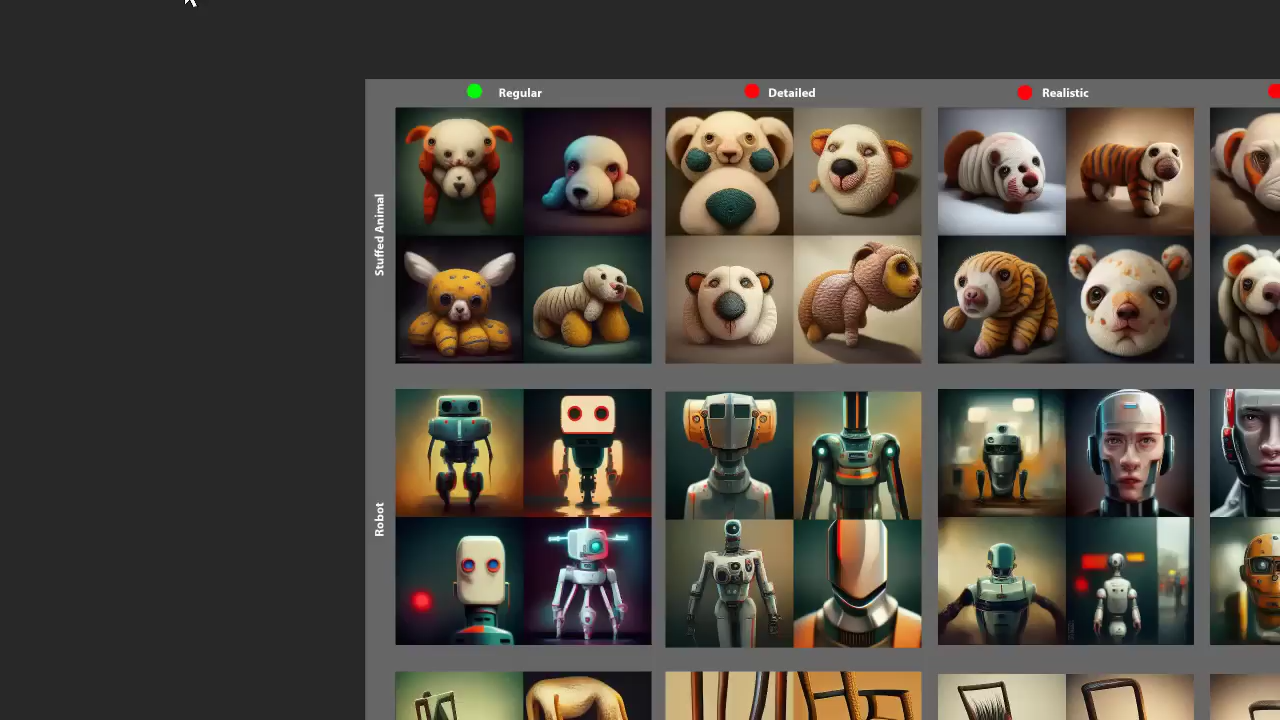 Regular
Detailed
Realistic
Stuffed Animal
Robot